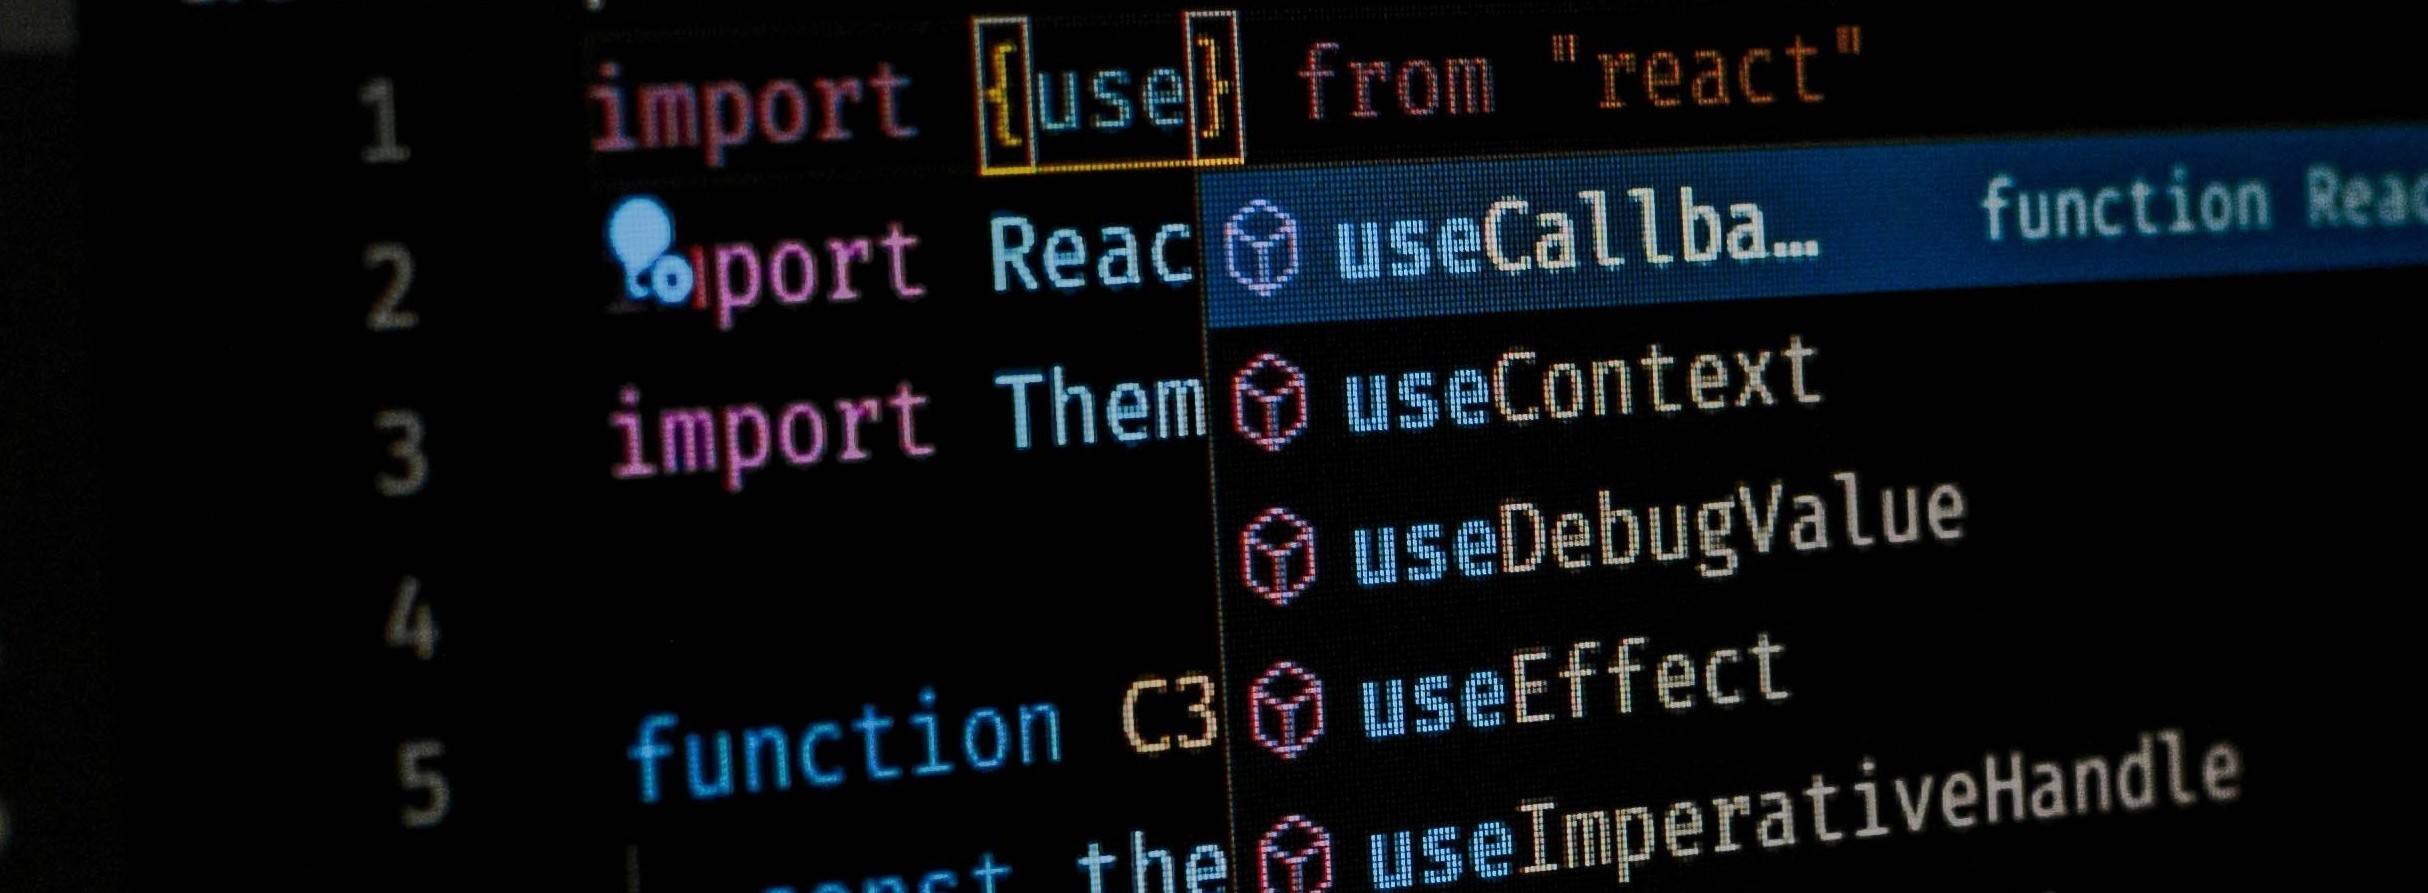 1 import {use} from "react"
2 port Reac useCallba… function Reac
3 import Them useContext
useDebugValue
4 useEffect
5 function C3 useImperativeHandle
const the